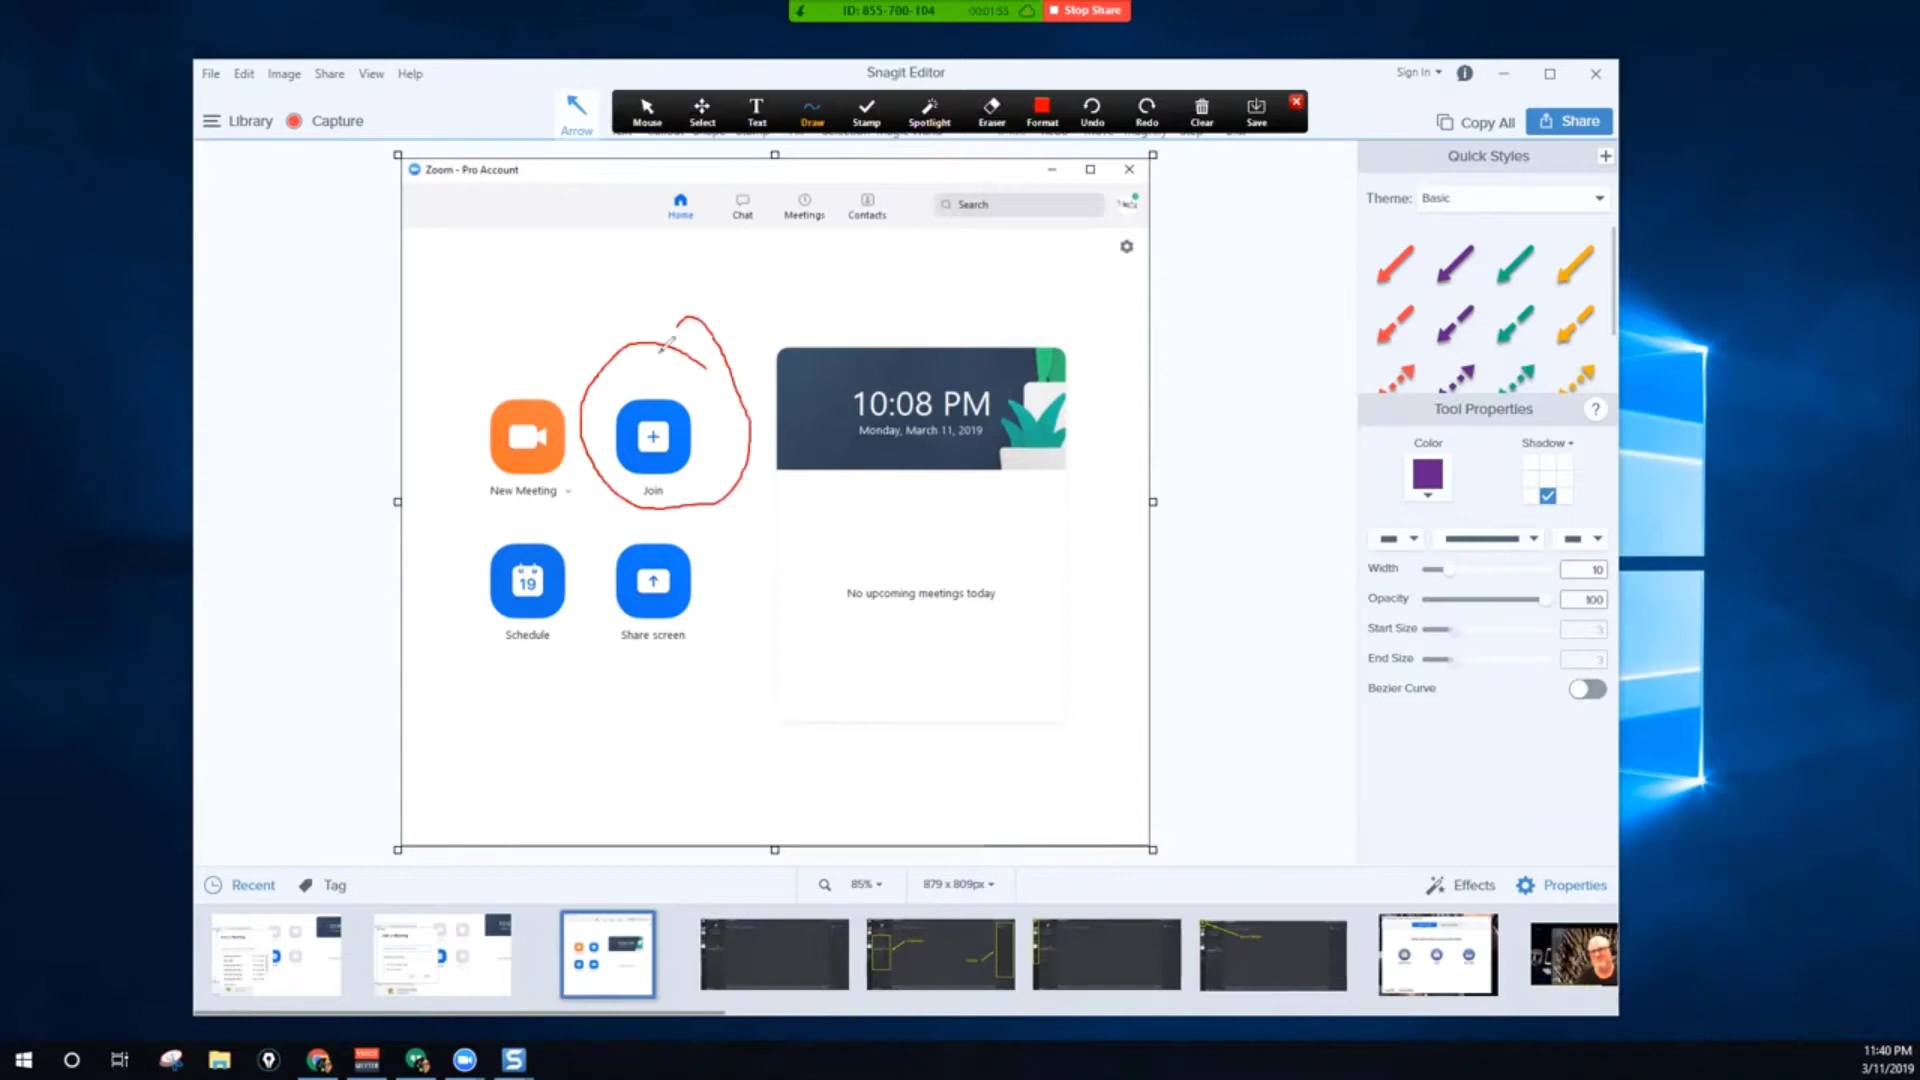 ID: 855-700-104 00:01:55 Stop Share
File Edit Image Share View Help
Snagit Editor
Sign In
Library Capture
Arrow
Mouse Select Text Draw Stamp Spotlight Eraser Format Undo Redo Clear Save
Copy All Share
Zoom - Pro Account
Home Chat Meetings Contacts
Search
10:08 PM
Monday, March 11, 2019
New Meeting
Join
19
Schedule
Share screen
No upcoming meetings today
Quick Styles
Theme: Basic
Tool Properties ?
Color Shadow
Width 10
Opacity 100
Start Size 3
End Size 3
Bezier Curve
Recent Tag
85%
879 x 809px
Effects Properties
11:40 PM
3/11/2019